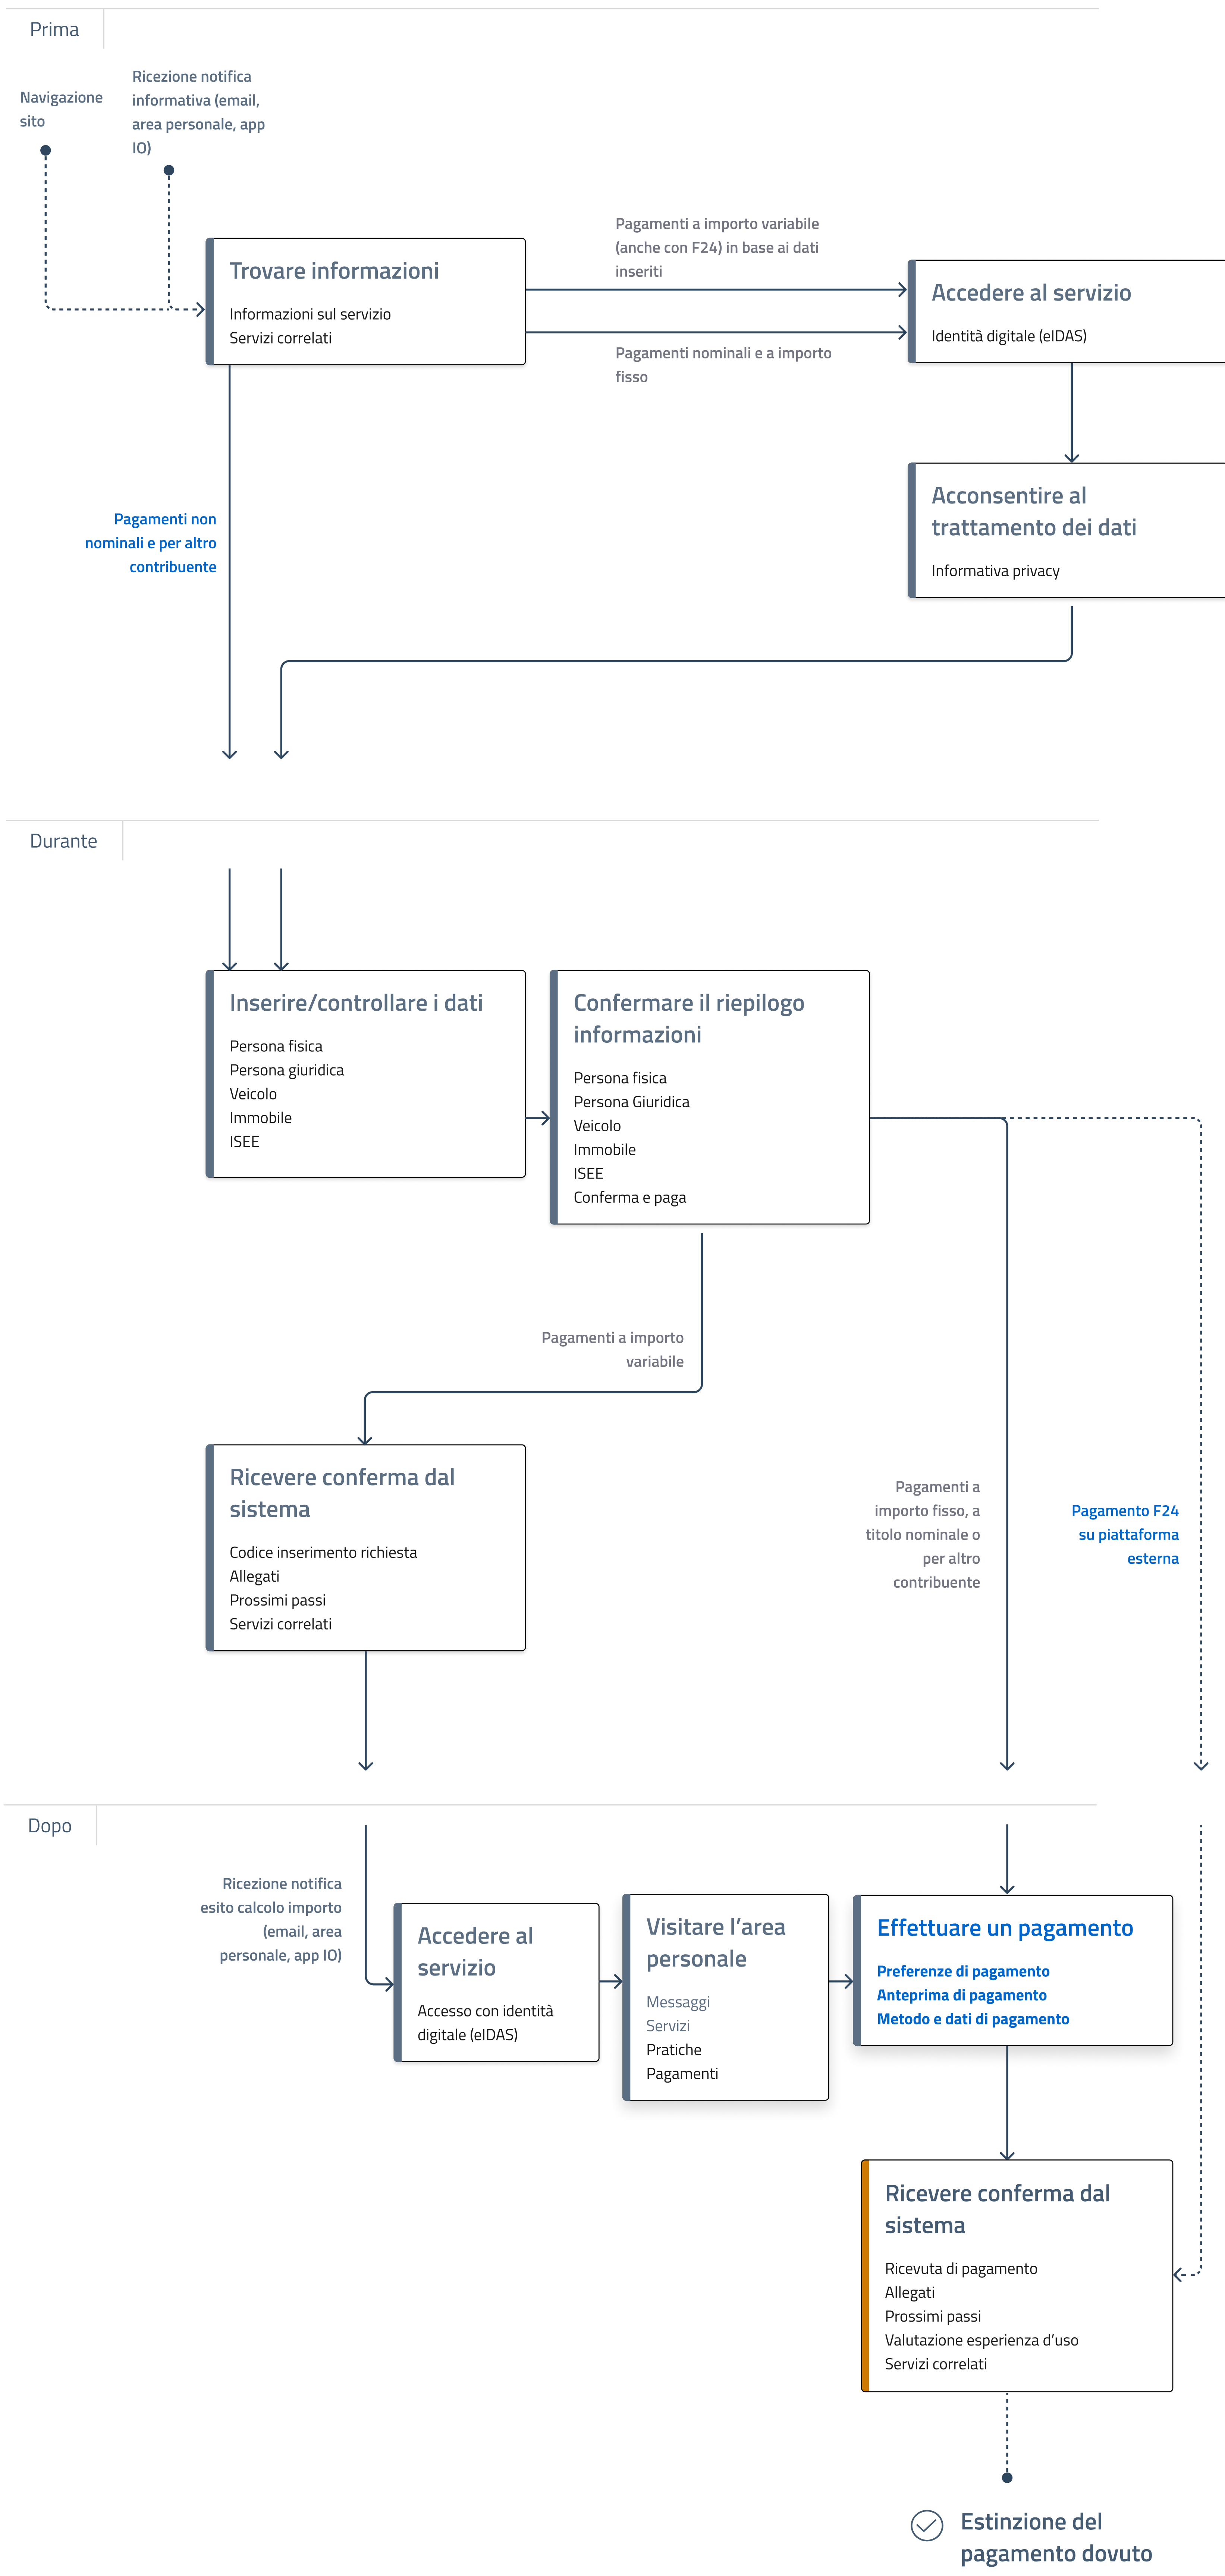 Prima
Navigazione
sito
Ricezione notifica
informativa (email,
area personale, app
IO)
Pagamenti a importo variabile
(anche con F24) in base ai dati
inseriti
Trovare informazioni
Informazioni sul servizio
Servizi correlati
Accedere al servizio
Identità digitale (eIDAS)
Pagamenti nominali e a importo
fisso
Acconsentire al
trattamento dei dati
Informativa privacy
Pagamenti non
nominali e per altro
contribuente
Durante
Inserire/controllare i dati
Persona fisica
Persona giuridica
Veicolo
Immobile
ISEE
Confermare il riepilogo
informazioni
Persona fisica
Persona Giuridica
Veicolo
Immobile
ISEE
Conferma e paga
Pagamenti a importo
variabile
Ricevere conferma dal
sistema
Codice inserimento richiesta
Allegati
Prossimi passi
Servizi correlati
Pagamenti a
importo fisso, a
titolo nominale o
per altro
contribuente
Pagamento F24
su piattaforma
esterna
Dopo
Ricezione notifica
esito calcolo importo
(email, area
personale, app IO)
Accedere al
servizio
Accesso con identità
digitale (eIDAS)
Visitare l’area
personale
Messaggi
Servizi
Pratiche
Pagamenti
Effettuare un pagamento
Preferenze di pagamento
Anteprima di pagamento
Metodo e dati di pagamento
Ricevere conferma dal
sistema
Ricevuta di pagamento
Allegati
Prossimi passi
Valutazione esperienza d’uso
Servizi correlati
Estinzione del
pagamento dovuto